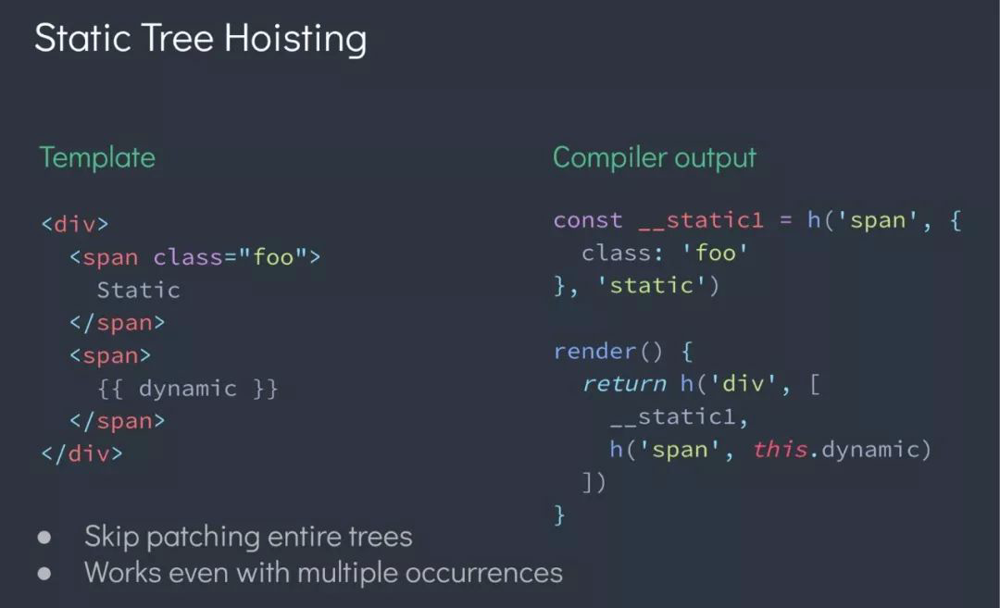 Static Tree Hoisting
Template
<div>
<span class="foo">
Static
</span>
<span>
{{ dynamic }}
</span>
</div>
Compiler output
const __static1 = h('span', {
class: 'foo'
}, 'static')
render() {
return h('div', [
__static1,
h('span', this.dynamic)
])
}
● Skip patching entire trees
● Works even with multiple occurrences